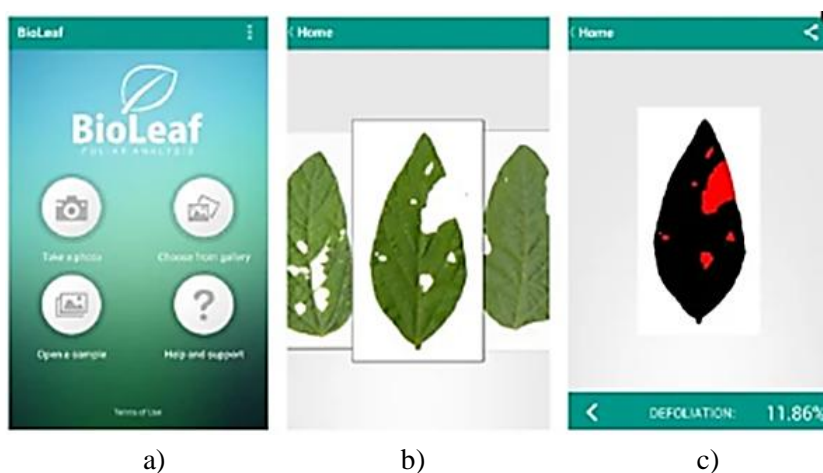 BioLeaf
BioLeaf
FOLIAR ANALYSIS
Take a photo
Choose from gallery
Open a sample
Help and support
Terms of Use
a)
Home
b)
Home
DEFOLIATION: 11.86%
c)